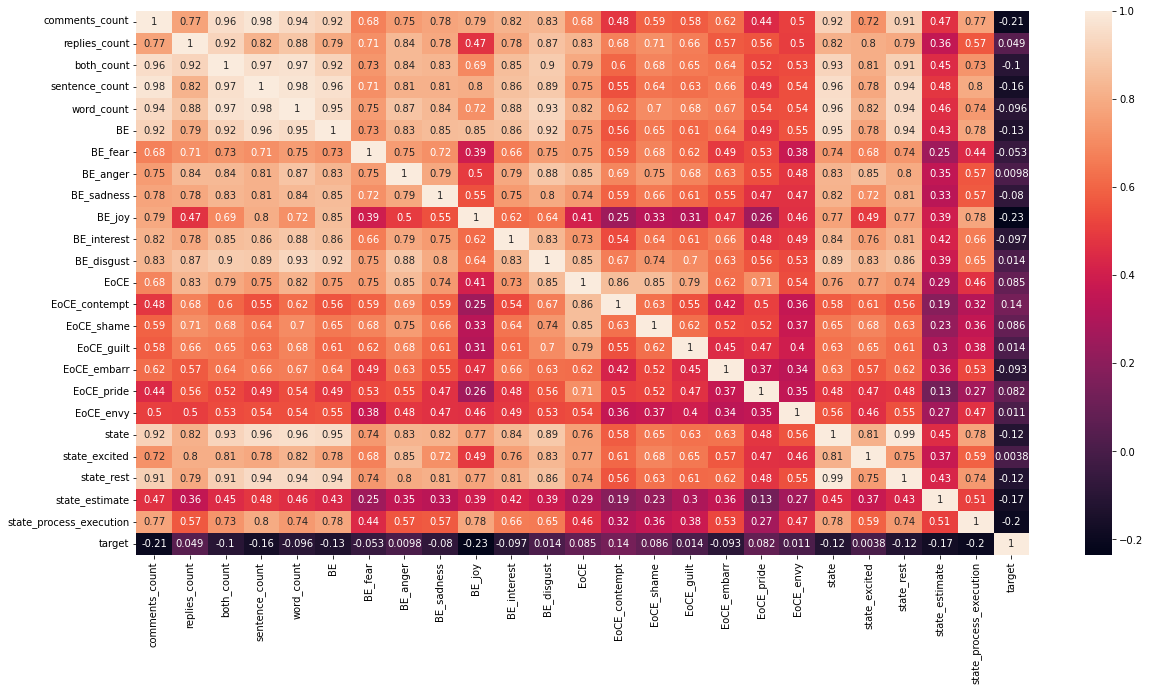 comments_count 1 0.77 0.96 0.98 0.94 0.92 0.68 0.75 0.78 0.79 0.82 0.83 0.68 0.48 0.59 0.58 0.62 0.44 0.5 0.92 0.72 0.91 0.47 0.77 -0.21
replies_count 0.77 1 0.92 0.82 0.88 0.79 0.71 0.84 0.78 0.47 0.78 0.87 0.83 0.68 0.71 0.66 0.57 0.56 0.5 0.82 0.8 0.79 0.36 0.57 0.049
both_count 0.96 0.92 1 0.97 0.97 0.92 0.73 0.84 0.83 0.69 0.85 0.9 0.79 0.6 0.68 0.65 0.64 0.52 0.53 0.93 0.81 0.91 0.45 0.73 -0.1
sentence_count 0.98 0.82 0.97 1 0.98 0.96 0.71 0.81 0.81 0.8 0.86 0.89 0.75 0.55 0.64 0.63 0.66 0.49 0.54 0.96 0.78 0.94 0.48 0.8 -0.16
word_count 0.94 0.88 0.97 0.98 1 0.95 0.75 0.87 0.84 0.72 0.88 0.93 0.82 0.62 0.7 0.68 0.67 0.54 0.54 0.96 0.82 0.94 0.46 0.74 -0.096
BE 0.92 0.79 0.92 0.96 0.95 1 0.73 0.83 0.85 0.85 0.86 0.92 0.75 0.56 0.65 0.61 0.64 0.49 0.55 0.95 0.78 0.94 0.43 0.78 -0.13
BE_fear 0.68 0.71 0.73 0.71 0.75 0.73 1 0.75 0.72 0.39 0.66 0.75 0.75 0.59 0.68 0.62 0.49 0.53 0.38 0.74 0.68 0.74 0.25 0.44 -0.053
BE_anger 0.75 0.84 0.84 0.81 0.87 0.83 0.75 1 0.79 0.5 0.79 0.88 0.85 0.69 0.75 0.68 0.63 0.55 0.48 0.83 0.85 0.8 0.35 0.57 0.0098
BE_sadness 0.78 0.78 0.83 0.81 0.84 0.85 0.72 0.79 1 0.55 0.75 0.8 0.74 0.59 0.66 0.61 0.55 0.47 0.47 0.82 0.72 0.81 0.33 0.57 -0.08
BE_joy 0.79 0.47 0.69 0.8 0.72 0.85 0.39 0.5 0.55 1 0.62 0.64 0.41 0.25 0.33 0.31 0.47 0.26 0.46 0.77 0.49 0.77 0.39 0.78 -0.23
BE_interest 0.82 0.78 0.85 0.86 0.88 0.86 0.66 0.79 0.75 0.62 1 0.83 0.73 0.54 0.64 0.61 0.66 0.48 0.49 0.84 0.76 0.81 0.42 0.66 -0.097
BE_disgust 0.83 0.87 0.9 0.89 0.93 0.92 0.75 0.88 0.8 0.64 0.83 1 0.85 0.67 0.74 0.7 0.63 0.56 0.53 0.89 0.83 0.86 0.39 0.65 0.014
EoCE 0.68 0.83 0.79 0.75 0.82 0.75 0.75 0.85 0.74 0.41 0.73 0.85 1 0.86 0.85 0.79 0.62 0.71 0.54 0.76 0.77 0.74 0.29 0.46 0.085
EoCE_contempt 0.48 0.68 0.6 0.55 0.62 0.56 0.59 0.69 0.59 0.25 0.54 0.67 0.86 1 0.63 0.55 0.42 0.5 0.36 0.58 0.61 0.56 0.19 0.32 0.14
EoCE_shame 0.59 0.71 0.68 0.64 0.7 0.65 0.68 0.75 0.66 0.33 0.64 0.74 0.85 0.63 1 0.62 0.52 0.52 0.37 0.65 0.68 0.63 0.23 0.36 0.086
EoCE_guilt 0.58 0.66 0.65 0.63 0.68 0.61 0.62 0.68 0.61 0.31 0.61 0.7 0.79 0.55 0.62 1 0.45 0.47 0.4 0.63 0.65 0.61 0.3 0.38 0.014
EoCE_embarr 0.62 0.57 0.64 0.66 0.67 0.64 0.49 0.63 0.55 0.47 0.66 0.63 0.62 0.42 0.52 0.45 1 0.37 0.34 0.63 0.57 0.62 0.36 0.53 -0.093
EoCE_pride 0.44 0.56 0.52 0.49 0.54 0.49 0.53 0.55 0.47 0.26 0.48 0.56 0.71 0.5 0.52 0.47 0.37 1 0.35 0.48 0.47 0.48 0.13 0.27 0.082
EoCE_envy 0.5 0.5 0.53 0.54 0.54 0.55 0.38 0.48 0.47 0.46 0.49 0.53 0.54 0.36 0.37 0.4 0.34 0.35 1 0.56 0.46 0.55 0.27 0.47 0.011
state 0.92 0.82 0.93 0.96 0.96 0.95 0.74 0.83 0.82 0.77 0.84 0.89 0.76 0.58 0.65 0.63 0.63 0.48 0.56 1 0.81 0.99 0.45 0.78 -0.12
state_excited 0.72 0.8 0.81 0.78 0.82 0.78 0.68 0.85 0.72 0.49 0.76 0.83 0.77 0.61 0.68 0.65 0.57 0.47 0.46 0.81 1 0.75 0.37 0.59 0.0038
state_rest 0.91 0.79 0.91 0.94 0.94 0.94 0.74 0.8 0.81 0.77 0.81 0.86 0.74 0.56 0.63 0.61 0.62 0.48 0.55 0.99 0.75 1 0.43 0.74 -0.12
state_estimate 0.47 0.36 0.45 0.48 0.46 0.43 0.25 0.35 0.33 0.39 0.42 0.39 0.29 0.19 0.23 0.3 0.36 0.13 0.27 0.45 0.37 0.43 1 0.51 -0.17
state_process_execution 0.77 0.57 0.73 0.8 0.74 0.78 0.44 0.57 0.57 0.78 0.66 0.65 0.46 0.32 0.36 0.38 0.53 0.27 0.47 0.78 0.59 0.74 0.51 1 -0.2
target -0.21 0.049 -0.1 -0.16 -0.096 -0.13 -0.053 0.0098 -0.08 -0.23 -0.097 0.014 0.085 0.14 0.086 0.014 -0.093 0.082 0.011 -0.12 0.0038 -0.12 -0.17 -0.2 1
comments_count
replies_count
both_count
sentence_count
word_count
BE
BE_fear
BE_anger
BE_sadness
BE_joy
BE_interest
BE_disgust
EoCE
EoCE_contempt
EoCE_shame
EoCE_guilt
EoCE_embarr
EoCE_pride
EoCE_envy
state
state_excited
state_rest
state_estimate
state_process_execution
target
1.0
0.8
0.6
0.4
0.2
0.0
−0.2